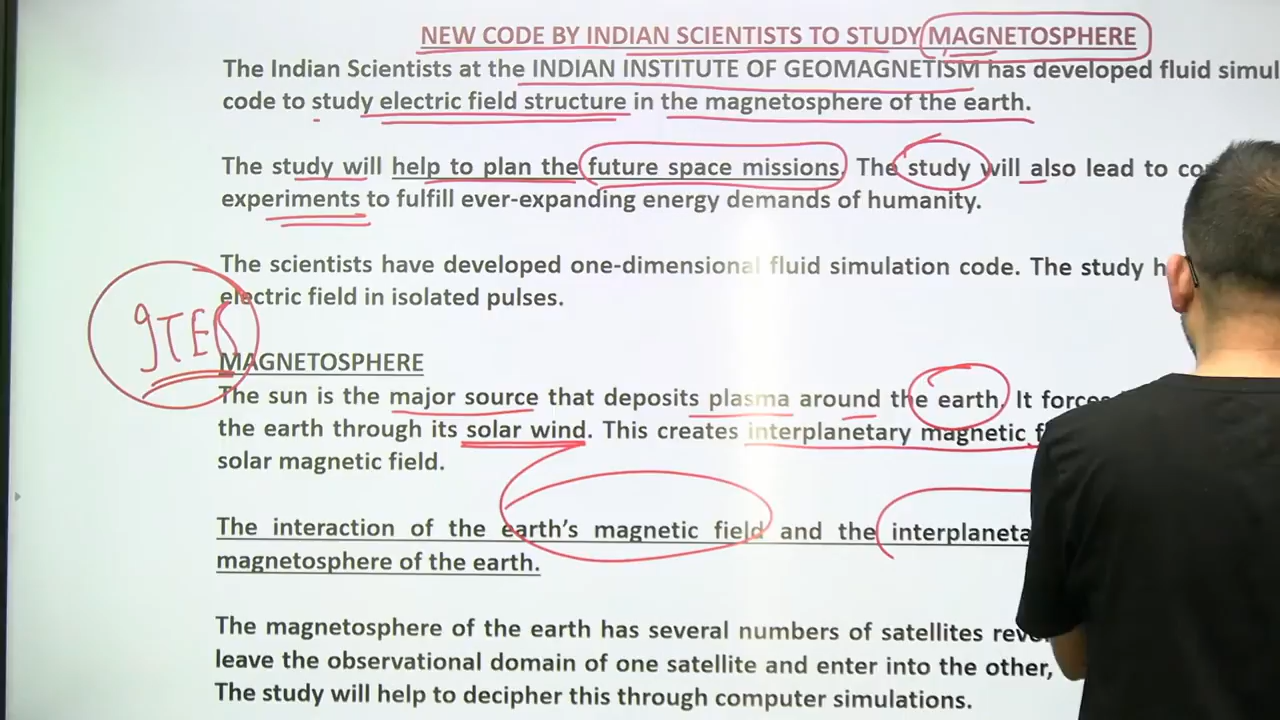 NEW CODE BY INDIAN SCIENTISTS TO STUDY MAGNETOSPHERE
The Indian Scientists at the INDIAN INSTITUTE OF GEOMAGNETISM has developed fluid
code to study electric field structure in the magnetosphere of the earth.
The study will help to plan the future space missions. The study will also lead to
experiments to fulfill ever-expanding energy demands of humanity.
The scientists have developed one-dimensional fluid simulation code. The study
electric field in isolated pulses.
MAGNETOSPHERE
The sun is the major source that deposits plasma around the earth. It
the earth through its solar wind. This creates interplanetary magnetic
solar magnetic field.
The interaction of the earth's magnetic field and the
magnetosphere of the earth.
The magnetosphere of the earth has several numbers of satellites
leave the observational domain of one satellite and enter into the other,
The study will help to decipher this through computer simulations.